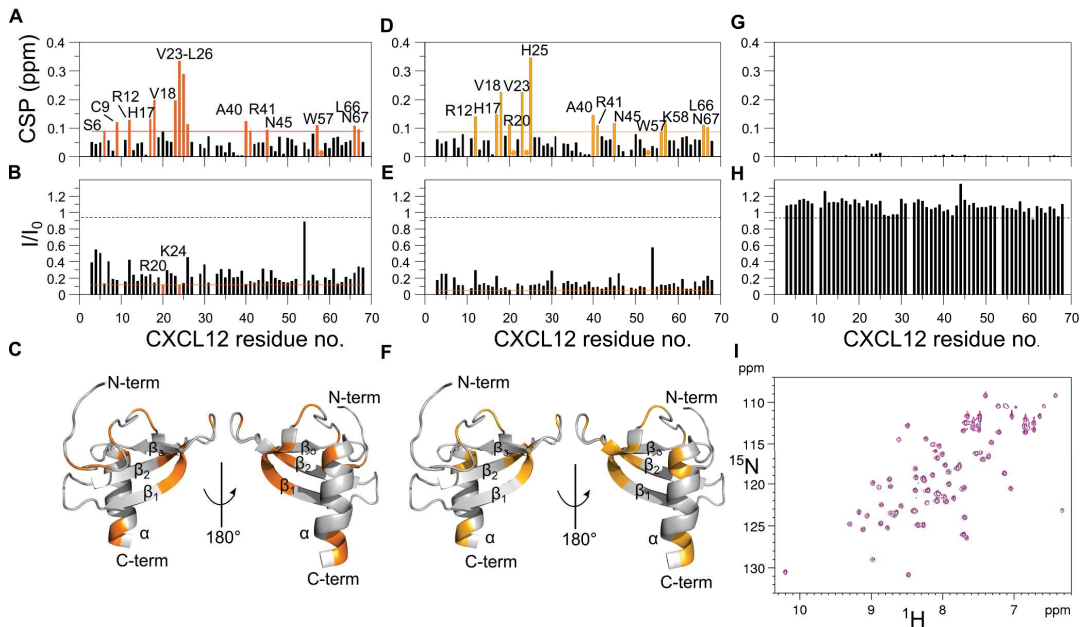 A
CSP (ppm)
0.4
0.3
0.2
0.1
0
V23-L26
R12
C9
H17
V18
S6
A40
R41
N45
W57
L66
N67
B
I/I0
1.2
1
0.8
0.6
0.4
0.2
0
K24
R20
0 10 20 30 40 50 60 70
CXCL12 residue no.
D
0.4
0.3
0.2
0.1
0
H25
V18
V23
R12
H17
R20
A40
R41
N45
W57
K58
L66
N67
E
1.2
1
0.8
0.6
0.4
0.2
0
0 10 20 30 40 50 60 70
CXCL12 residue no.
G
0.4
0.3
0.2
0.1
0
H
1.2
1
0.8
0.6
0.4
0.2
0
0 10 20 30 40 50 60 70
CXCL12 residue no.
C
N-term
N-term
β3
β2
β1
α
C-term
180°
β3
β2
β1
α
C-term
F
N-term
N-term
β3
β2
β1
α
C-term
180°
β3
β2
β1
α
C-term
I
ppm
110
115
15N
120
125
130
10 9 8 7 ppm
1H